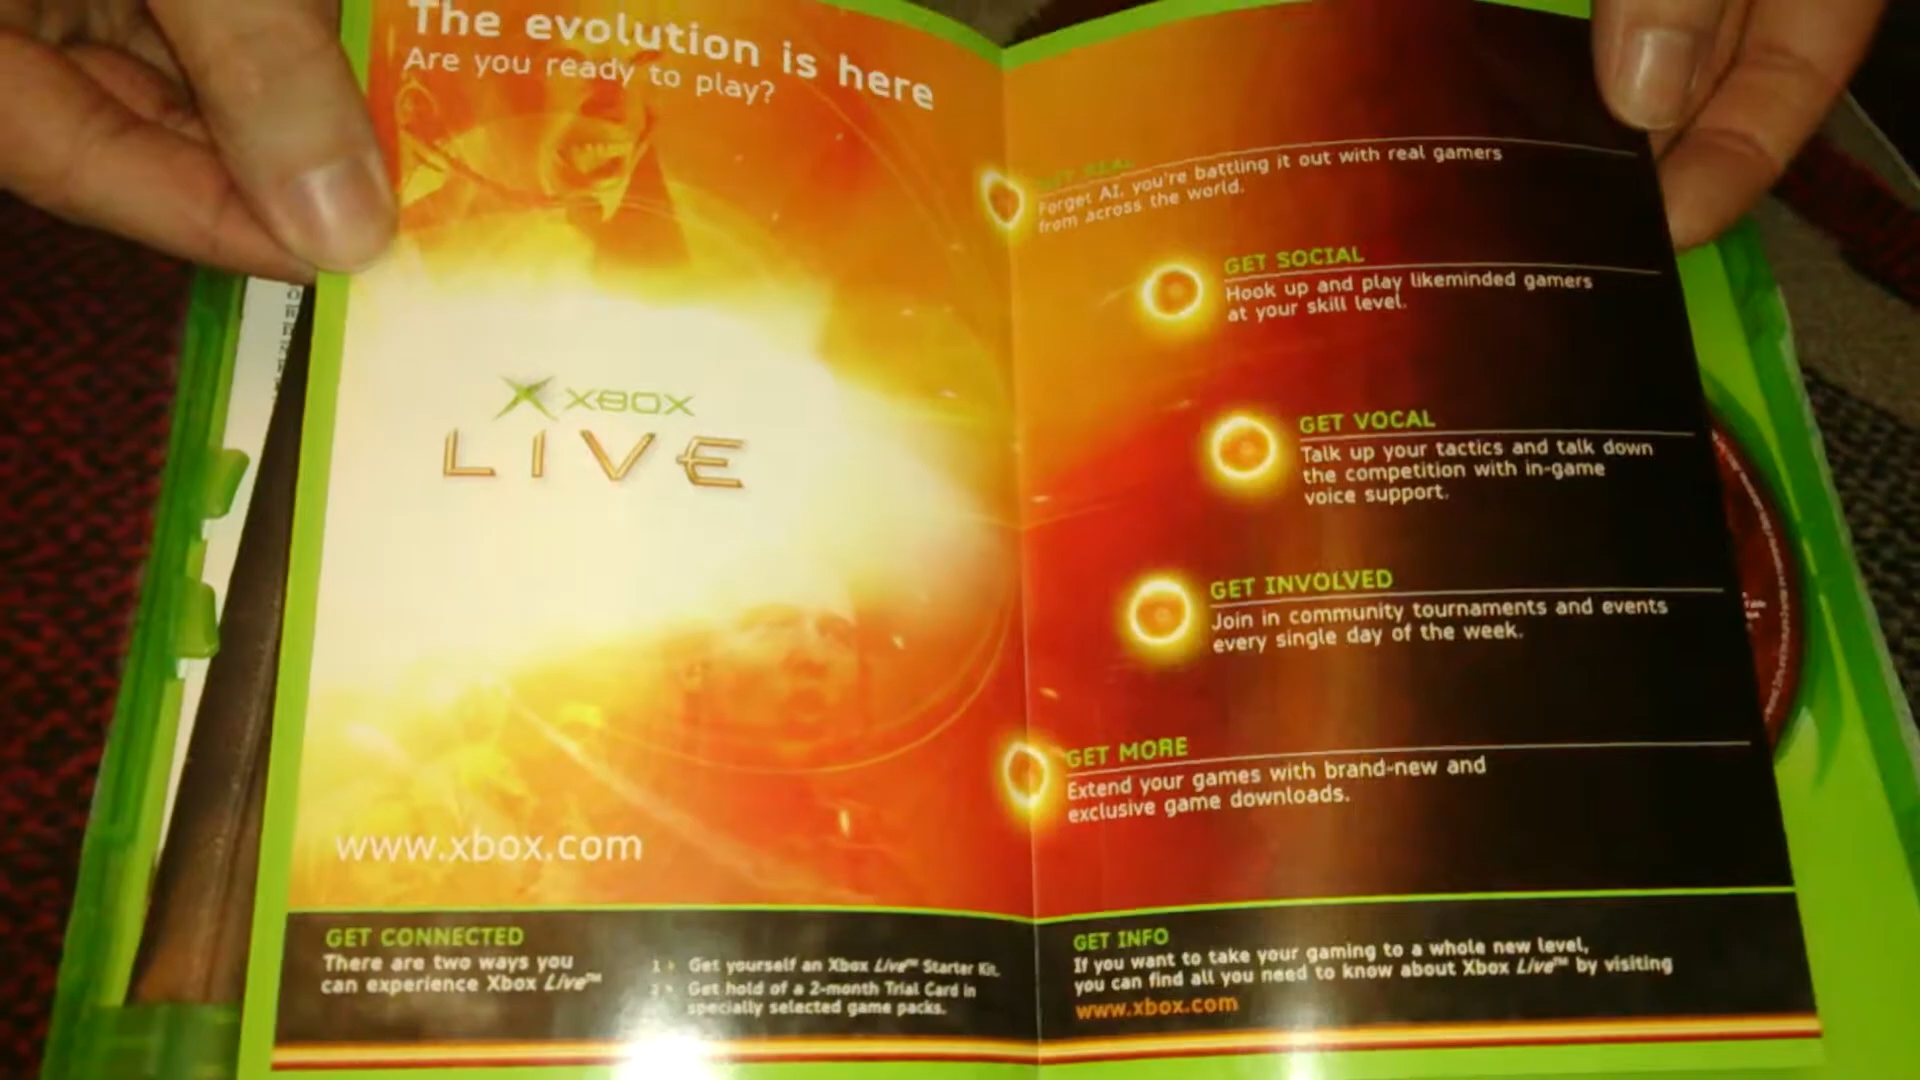 The evolution is here
Are you ready to play?
XBOX
LIVE
www.xbox.com
GET CONNECTED
There are two ways you
can experience Xbox Live™
1 Get yourself an Xbox Live™ Starter Kit.
2 Get hold of a 2-month Trial Card in
specially selected game packs.
GET REAL
Forget AI, you're battling it out with real gamers
from across the world.
GET SOCIAL
Hook up and play likeminded gamers
at your skill level.
GET VOCAL
Talk up your tactics and talk down
the competition with in-game
voice support.
GET INVOLVED
Join in community tournaments and events
every single day of the week.
GET MORE
Extend your games with brand-new and
exclusive game downloads.
GET INFO
If you want to take your gaming to a whole new level,
you can find all you need to know about Xbox Live™ by visiting
www.xbox.com